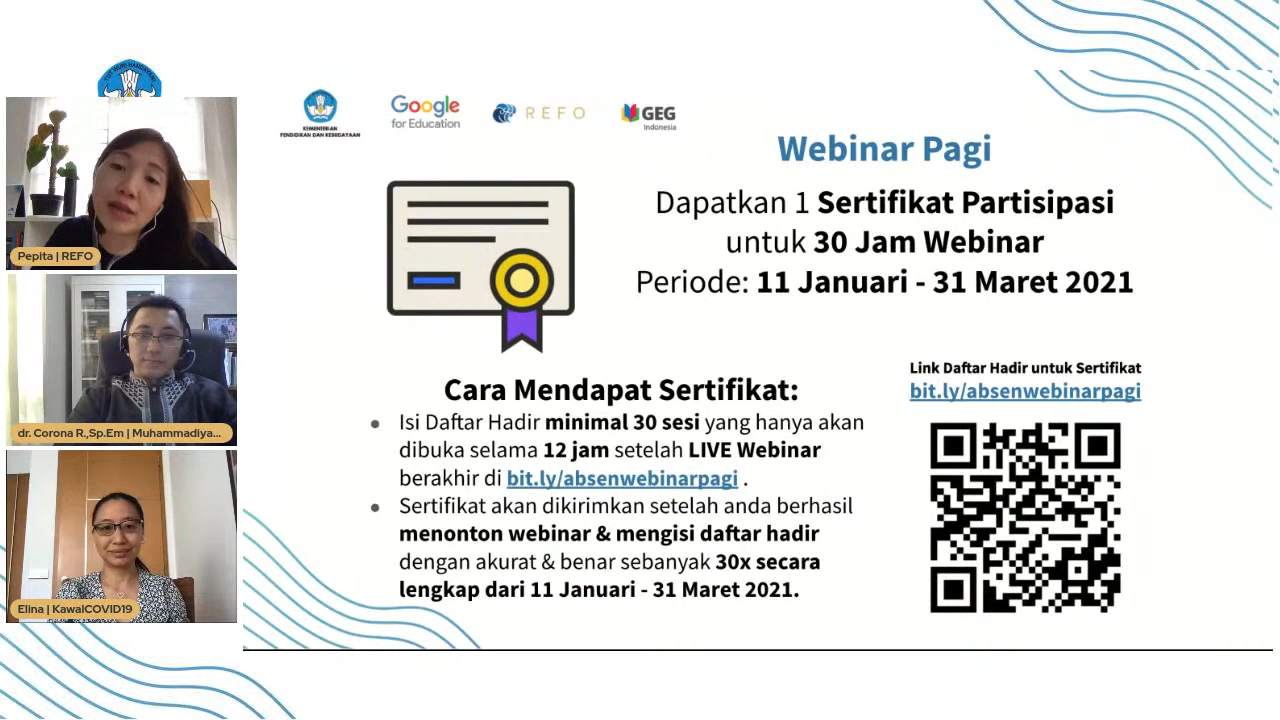 TUT WURI HANDAYANI
KEMENTERIAN
PENDIDIKAN DAN KEBUDAYAAN
Google
for Education
REFO
GEG
Indonesia
Webinar Pagi
Dapatkan 1 Sertifikat Partisipasi
untuk 30 Jam Webinar
Periode: 11 Januari - 31 Maret 2021
Pepita | REFO
dr. Corona R.,Sp.Em | Muhammadiya...
Elina | KawalCOVID19
Cara Mendapat Sertifikat:
• Isi Daftar Hadir minimal 30 sesi yang hanya akan
dibuka selama 12 jam setelah LIVE Webinar
berakhir di bit.ly/absenwebinarpagi .
• Sertifikat akan dikirimkan setelah anda berhasil
menonton webinar & mengisi daftar hadir
dengan akurat & benar sebanyak 30x secara
lengkap dari 11 Januari - 31 Maret 2021.
Link Daftar Hadir untuk Sertifikat
bit.ly/absenwebinarpagi